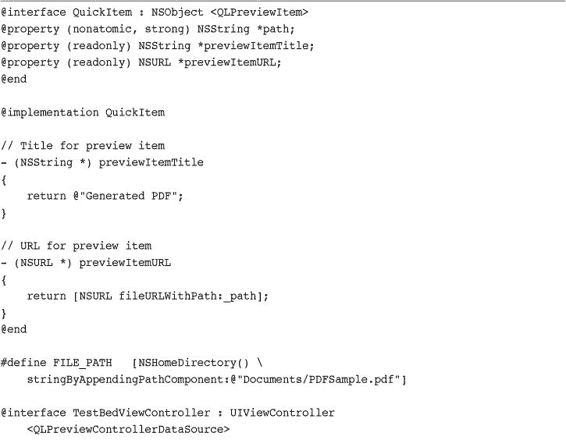 @interface QuickItem : NSObject <QLPreviewItem>
@property (nonatomic, strong) NSString *path;
@property (readonly) NSString *previewItemTitle;
@property (readonly) NSURL *previewItemURL;
@end

@implementation QuickItem

// Title for preview item
- (NSString *) previewItemTitle
{
    return @"Generated PDF";
}

// URL for preview item
- (NSURL *) previewItemURL
{
    return [NSURL fileURLWithPath:_path];
}
@end

#define FILE_PATH   [NSHomeDirectory() \
    stringByAppendingPathComponent:@"Documents/PDFSample.pdf"]

@interface TestBedViewController : UIViewController
    <QLPreviewControllerDataSource>